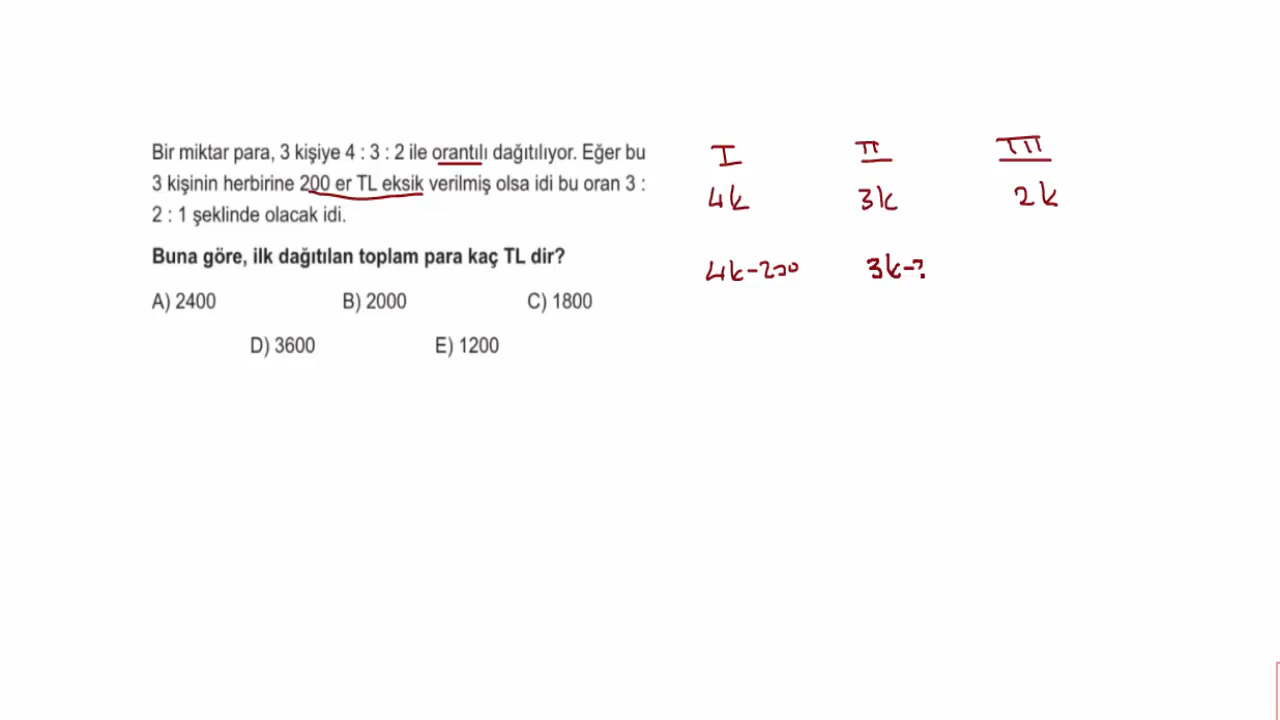 Bir miktar para, 3 kişiye 4 : 3 : 2 ile orantılı dağıtılıyor. Eğer bu
3 kişinin herbirine 200 er TL eksik verilmiş olsa idi bu oran 3 :
2 : 1 şeklinde olacak idi.
Buna göre, ilk dağıtılan toplam para kaç TL dir?
A) 2400 B) 2000 C) 1800
D) 3600 E) 1200
I II III
4k 3k 2k
4k-200 3k-2